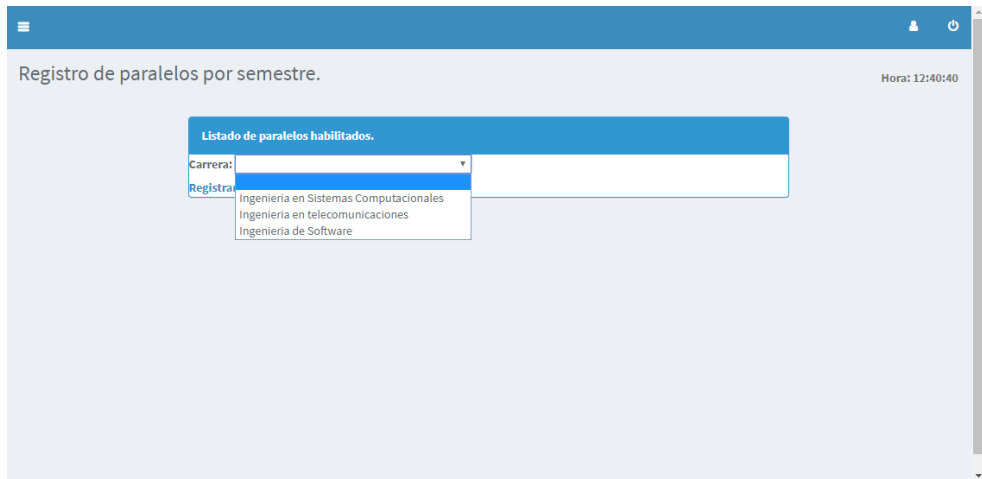 Registro de paralelos por semestre.
Hora: 12:40:40
Listado de paralelos habilitados.
Carrera:
Registrar
Ingenieria en Sistemas Computacionales
Ingenieria en telecomunicaciones
Ingenieria de Software